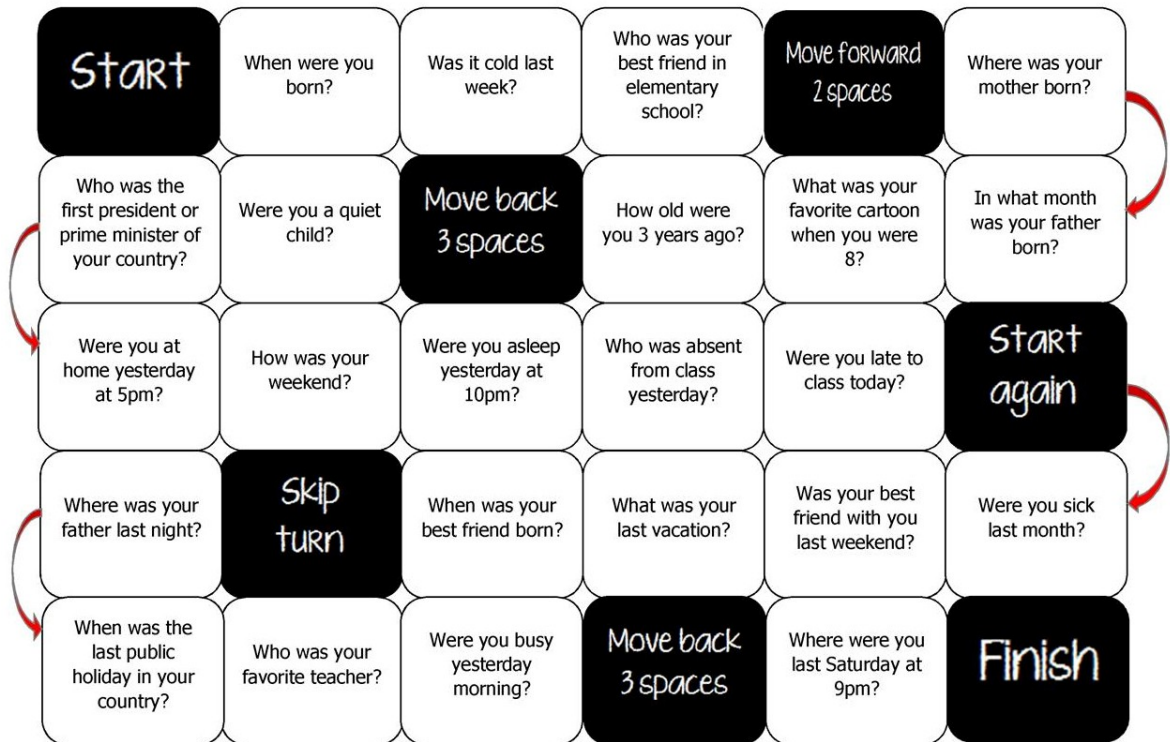 Start
When were you
born?
Was it cold last
week?
Who was your
best friend in
elementary
school?
Move forward
2 spaces
Where was your
mother born?
Who was the
first president or
prime minister of
your country?
Were you a quiet
child?
Move back
3 spaces
How old were
you 3 years ago?
What was your
favorite cartoon
when you were
8?
In what month
was your father
born?
Were you at
home yesterday
at 5pm?
How was your
weekend?
Were you asleep
yesterday at
10pm?
Who was absent
from class
yesterday?
Were you late to
class today?
Start
again
Where was your
father last night?
Skip
turn
When was your
best friend born?
What was your
last vacation?
Was your best
friend with you
last weekend?
Were you sick
last month?
When was the
last public
holiday in your
country?
Who was your
favorite teacher?
Were you busy
yesterday
morning?
Move back
3 spaces
Where were you
last Saturday at
9pm?
Finish